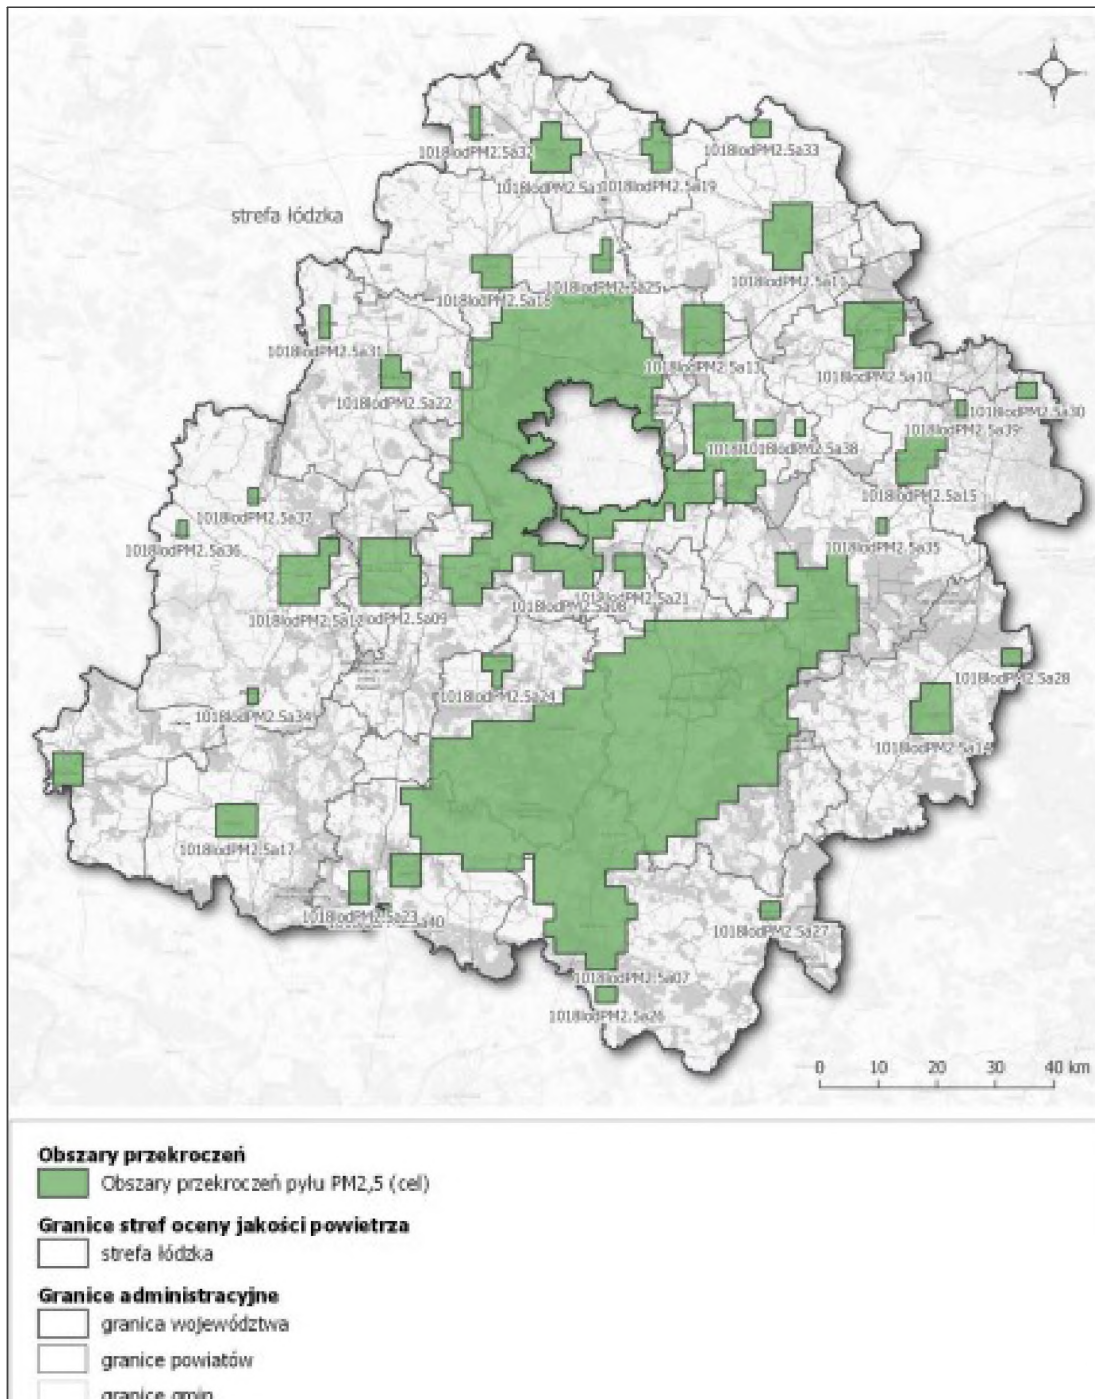 1018lodPM2.5a32
1018lodPM2.5a19
1018lodPM2.5a33
strefa łódzka
1018lodPM2.5a11
1018lodPM2.5a25
1018lodPM2.5a18
1018lodPM2.5a31
1018lodPM2.5a13
1018lodPM2.5a10
1018lodPM2.5a22
1018lodPM2.5a30
1018lodPM2.5a39
1018lodPM2.5a38
1018lodPM2.5a15
1018lodPM2.5a37
1018lodPM2.5a36
1018lodPM2.5a35
1018lodPM2.5a21
1018lodPM2.5a08
1018lodPM2.5a28
1018lodPM2.5a24
1018lodPM2.5a34
1018lodPM2.5a14
1018lodPM2.5a17
1018lodPM2.5a23
1018lodPM2.5a27
1018lodPM2.5a07
1018lodPM2.5a26
0 10 20 30 40 km
Obszary przekroczeń
Obszary przekroczeń pyłu PM2,5 (cel)
Granice stref oceny jakości powietrza
strefa łódzka
Granice administracyjne
granica województwa
granice powiatów
granice gmin